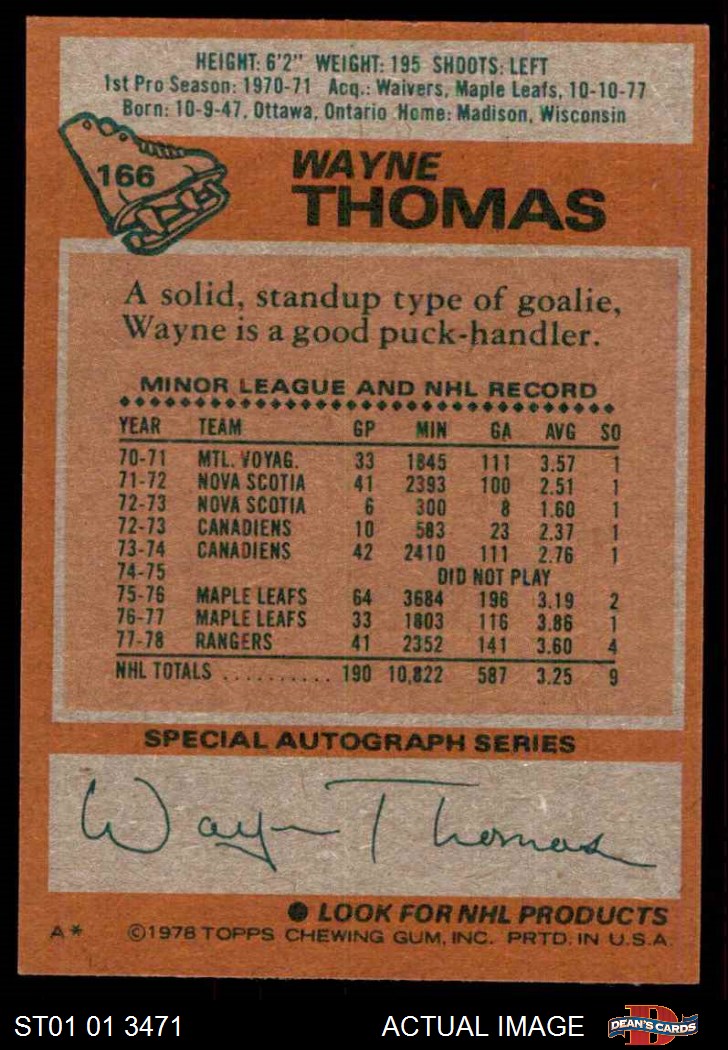 HEIGHT: 6'2" WEIGHT: 195 SHOOTS: LEFT
1st Pro Season: 1970-71 Acq.: Waivers, Maple Leafs, 10-10-77
Born: 10-9-47, Ottawa, Ontario Home: Madison, Wisconsin
166
WAYNE
THOMAS
A solid, standup type of goalie,
Wayne is a good puck-handler.
MINOR LEAGUE AND NHL RECORD
YEAR TEAM GP MIN GA AVG SO
70-71 MTL. VOYAG. 33 1845 111 3.57 1
71-72 NOVA SCOTIA 41 2393 100 2.51 1
72-73 NOVA SCOTIA 6 300 8 1.60 1
72-73 CANADIENS 10 583 23 2.37 1
73-74 CANADIENS 42 2410 111 2.76 1
74-75 DID NOT PLAY
75-76 MAPLE LEAFS 64 3684 196 3.19 2
76-77 MAPLE LEAFS 33 1803 116 3.86 1
77-78 RANGERS 41 2352 141 3.60 4
NHL TOTALS .......... 190 10,822 587 3.25 9
SPECIAL AUTOGRAPH SERIES
Wayne Thomas
● LOOK FOR NHL PRODUCTS
A* ©1978 TOPPS CHEWING GUM, INC. PRTD. IN U.S.A.
ST01 01 3471 ACTUAL IMAGE D DEAN'S CARDS